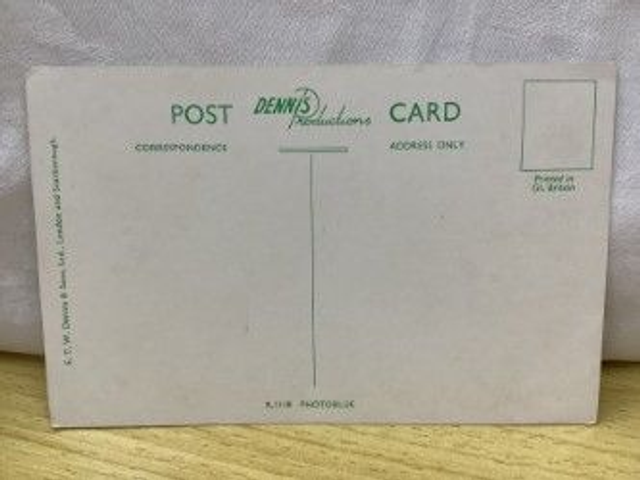 POST DENNIS Productions CARD
CORRESPONDENCE ADDRESS ONLY
Printed in
Gt. Britain
E. T. W. Dennis & Sons, Ltd., London and Scarborough
PHOTOBLUE